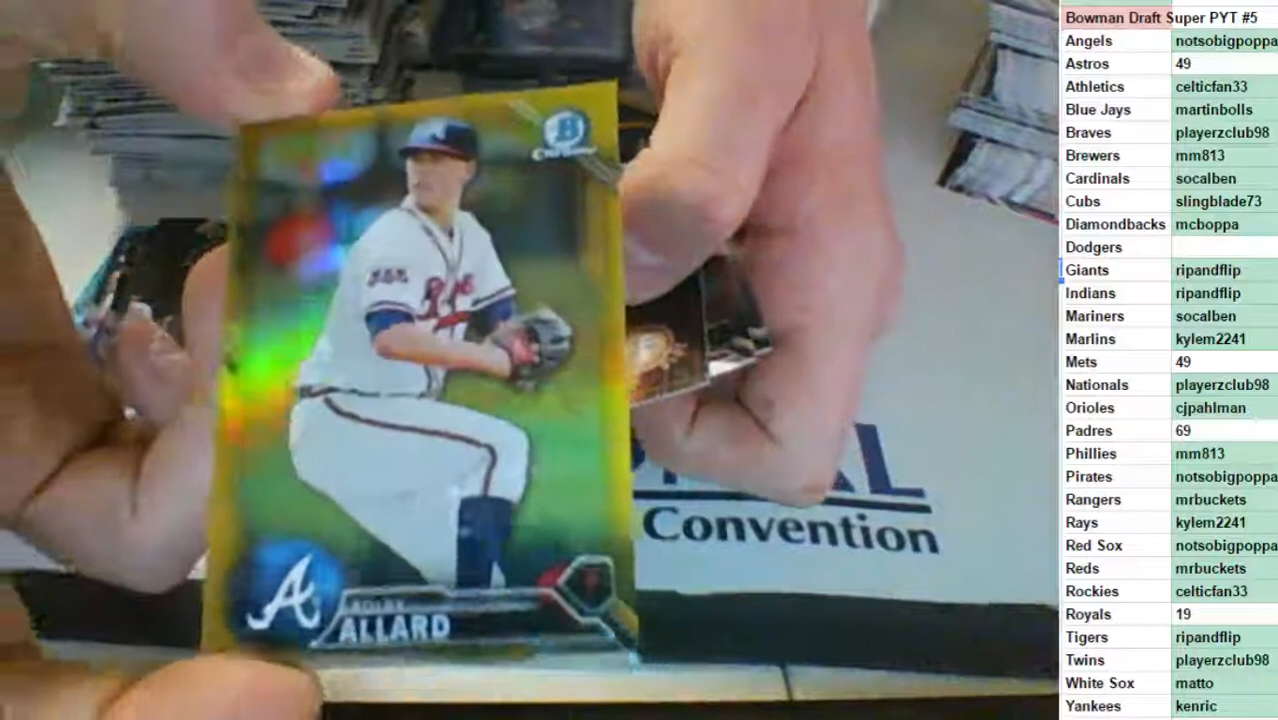 B
CHROME
Braves
KOLBY
ALLARD
P
A
Convention
Bowman Draft Super PYT #5
Angels notsobigpoppa
Astros 49
Athletics celticfan33
Blue Jays martinbolls
Braves playerzclub98
Brewers mm813
Cardinals socalben
Cubs slingblade73
Diamondbacks mcboppa
Dodgers
Giants ripandflip
Indians ripandflip
Mariners socalben
Marlins kylem2241
Mets 49
Nationals playerzclub98
Orioles cjpahlman
Padres 69
Phillies mm813
Pirates notsobigpoppa
Rangers mrbuckets
Rays kylem2241
Red Sox notsobigpoppa
Reds mrbuckets
Rockies celticfan33
Royals 19
Tigers ripandflip
Twins playerzclub98
White Sox matto
Yankees kenric